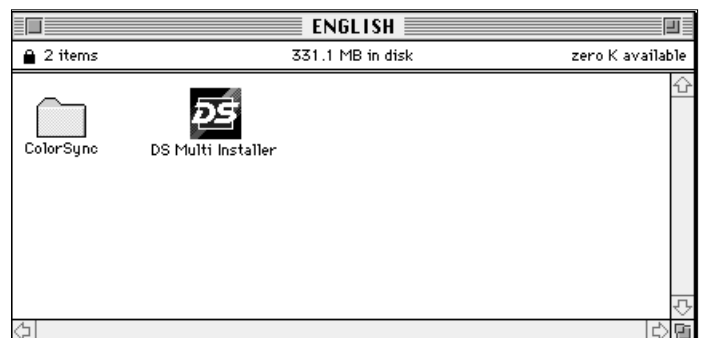 ENGLISH
2 items 331.1 MB in disk zero K available
DS
ColorSync DS Multi Installer